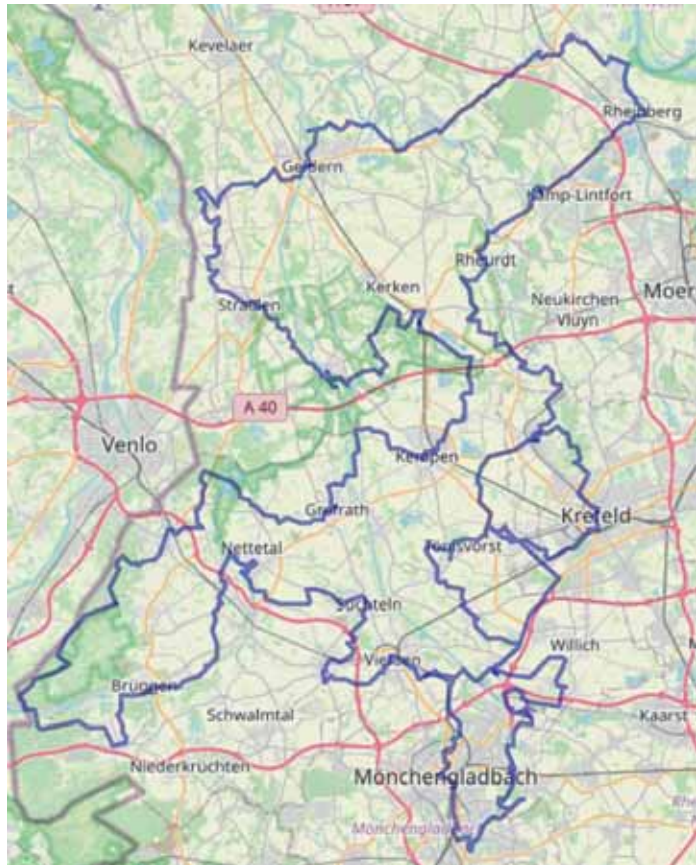 Kevelaer
Rheinberg
Geldern
Kamp-Lintfort
Rheurdt
Kerken
Straelen
Neukirchen
Vluyn
Moer
A 40
Venlo
Kempen
Grefrath
Krefeld
Nettetal
Tönisvorst
Süchteln
Willich
Viersen
Brüggen
Schwalmtal
Kaarst
Niederkrüchten
Mönchengladbach